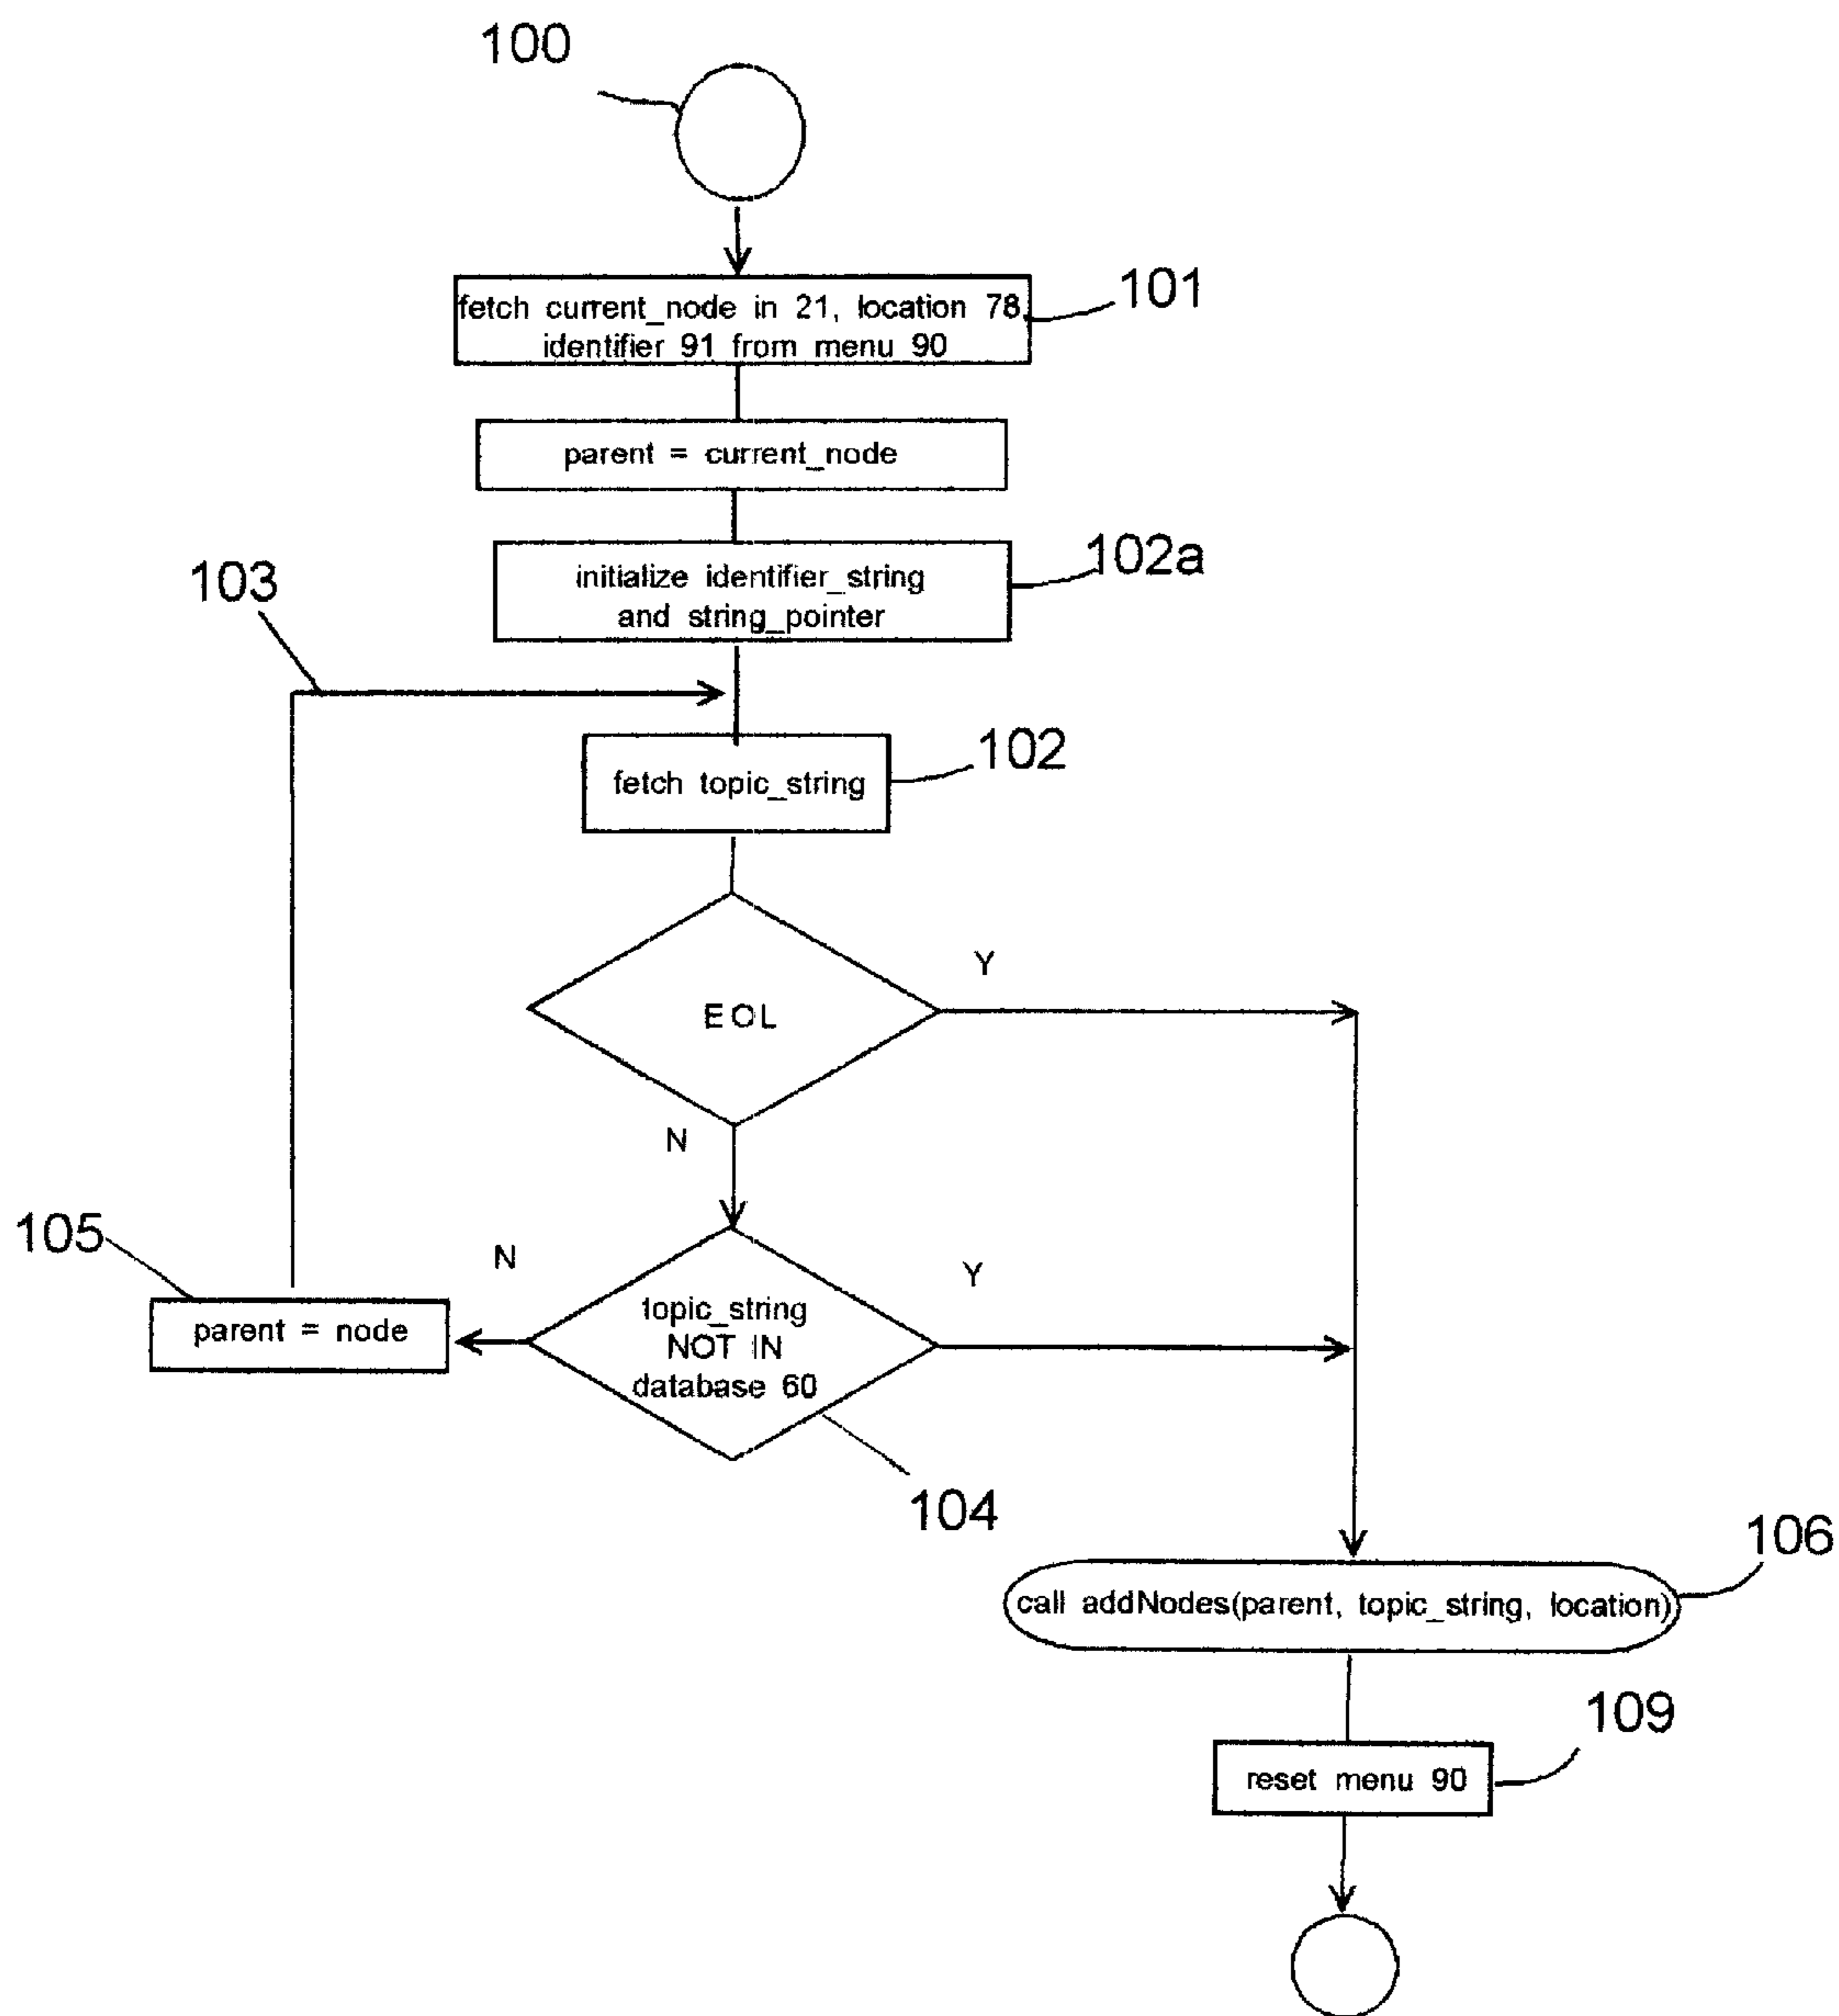 100
fetch current_node in 21, location 78
identifier 91 from menu 90
101
parent = current_node
initialize identifier_string
and string_pointer
102a
103
fetch topic_string
102
EOL
Y
N
topic_string
NOT IN
database 60
N
Y
parent = node
105
104
call addNodes(parent, topic_string, location)
106
reset menu 90
109